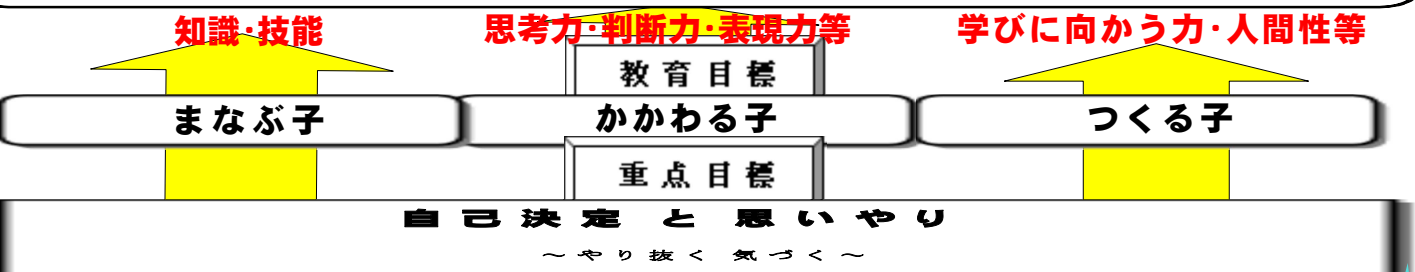 知識・技能 思考力・判断力・表現力等 学びに向かう力・人間性等
教育目標
まなぶ子 かかわる子 つくる子
重点目標
自己決定 と 思いやり
～やり抜く 気づく～